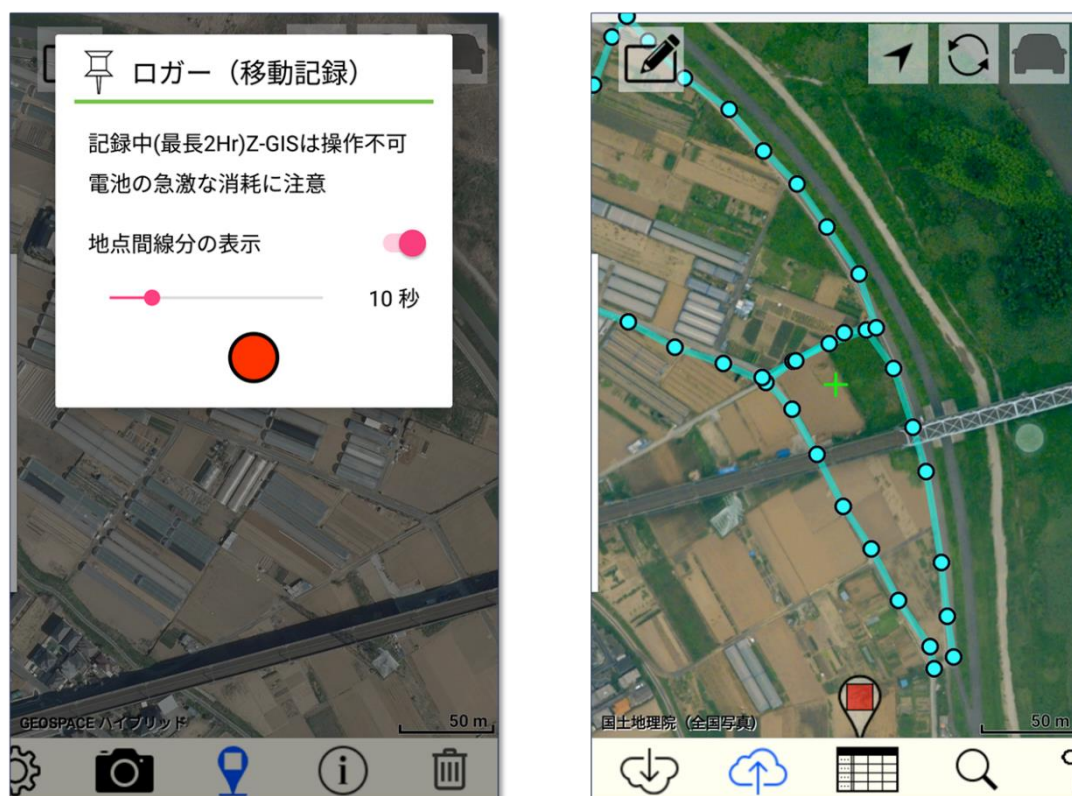 ロガー（移動記録）
記録中(最長2Hr)Z-GISは操作不可
電池の急激な消耗に注意
地点間線分の表示
10 秒
GEOSPACE ハイブリッド
50 m
国土地理院（全国写真）
50 m